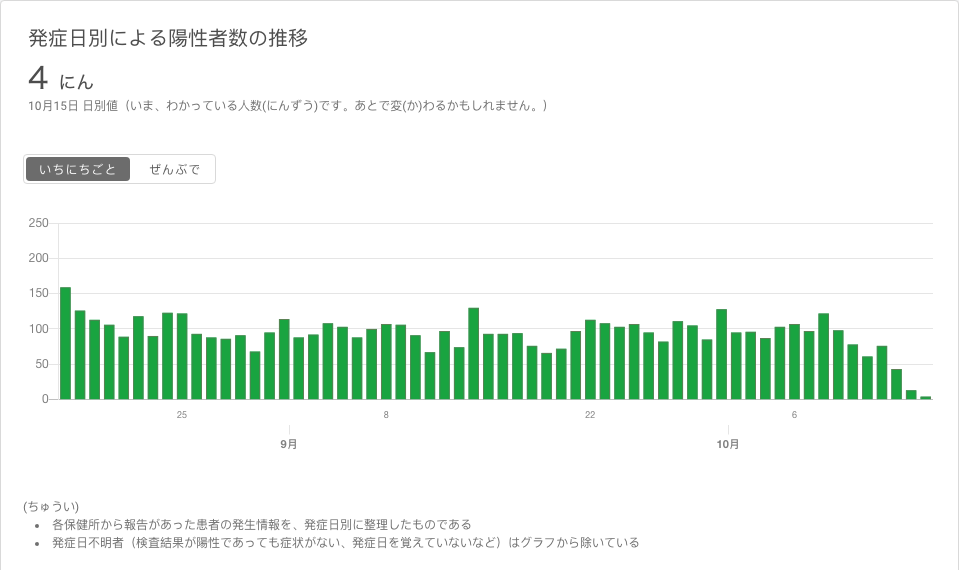 発症日別による陽性者数の推移
4 にん
10月15日 日別値（いま、わかっている人数(にんずう)です。あとで変(か)わるかもしれません。）
いちにちごと ぜんぶで
250
200
150
100
50
0
25 8 22 6
9月 10月
(ちゅうい)
• 各保健所から報告があった患者の発生情報を、発症日別に整理したものである
• 発症日不明者（検査結果が陽性であっても症状がない、発症日を覚えていないなど）はグラフから除いている